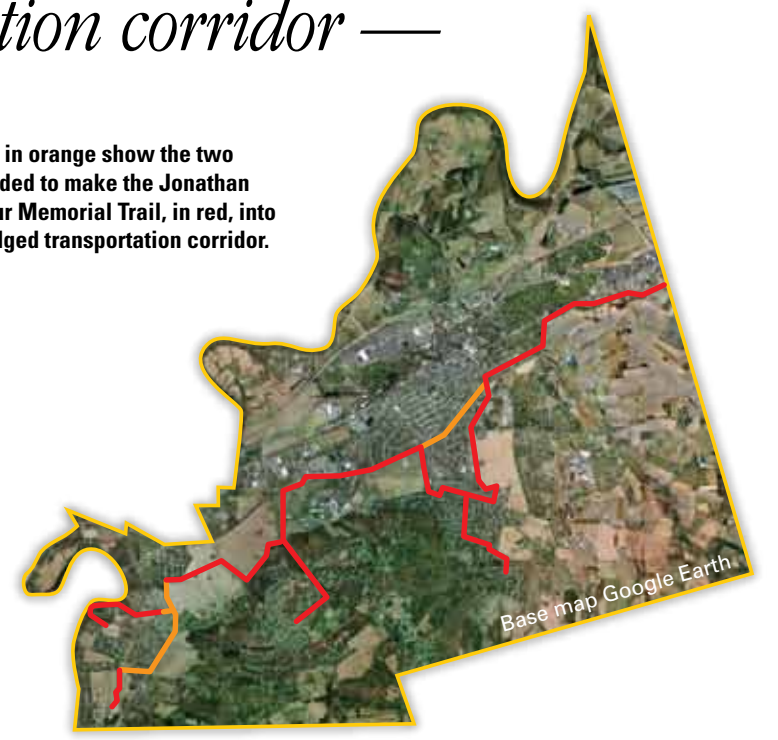 tion corridor —
in orange show the two
ded to make the Jonathan
ur Memorial Trail, in red, into
lged transportation corridor.
Base map Google Earth